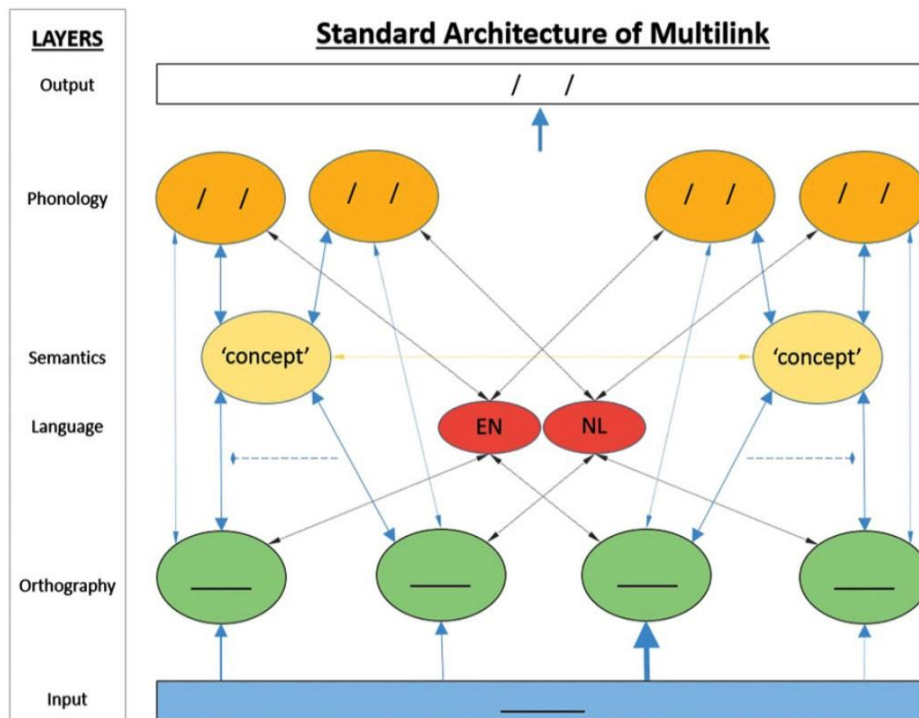 LAYERS
Standard Architecture of Multilink
Output
/ /
Phonology
/ / / / / / / /
Semantics
‘concept’ ‘concept’
Language
EN NL
Orthography
Input